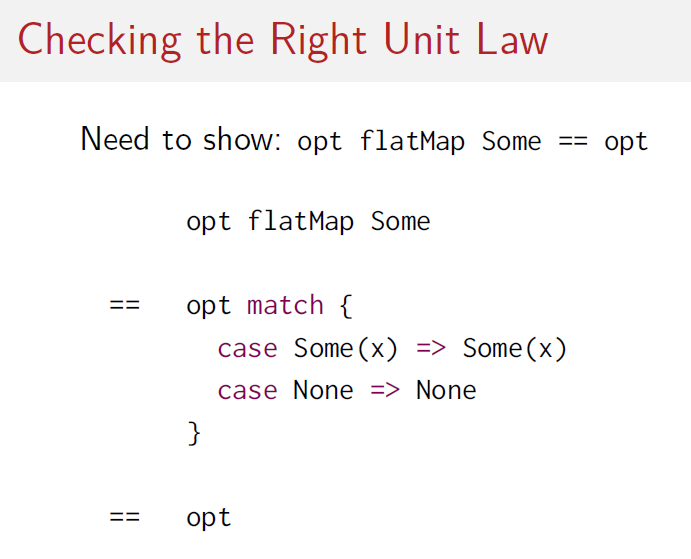 Checking the Right Unit Law
Need to show: opt flatMap Some == opt
opt flatMap Some
== opt match {
case Some(x) => Some(x)
case None => None
}
== opt